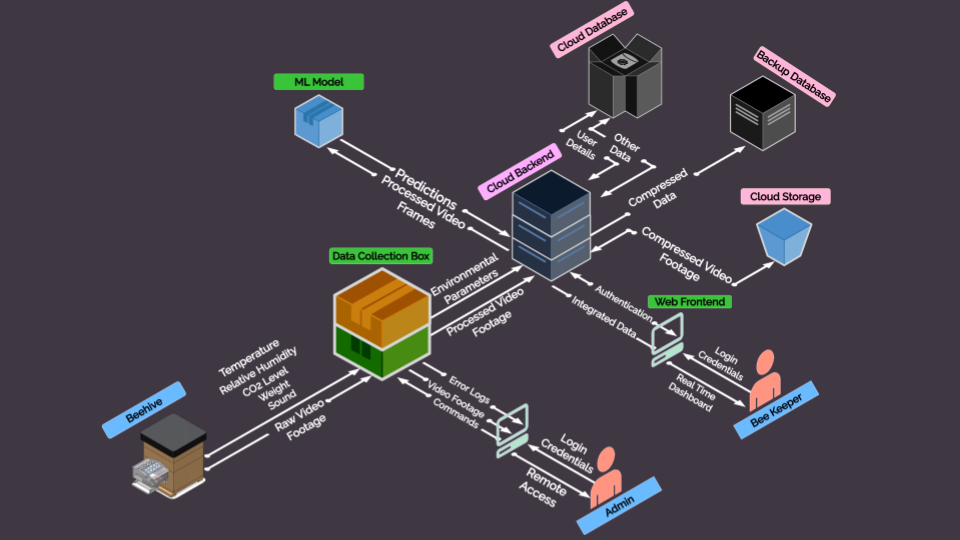 Cloud Database
Backup Database
ML Model
User
Details
Other
Data
Cloud Backend
Predictions
Processed Video
Frames
Compressed
Data
Cloud Storage
Compressed Video
Footage
Data Collection Box
Environmental
Parameters
Processed Video
Footage
Authentication
Integrated Data
Web Frontend
Login
Credentials
Real Time
Dashboard
Bee Keeper
Temperature
Relative Humidity
CO2 Level
Weight
Sound
Raw Video
Footage
Beehive
Error Logs
Video Footage
Commands
Login
Credentials
Remote
Access
Admin